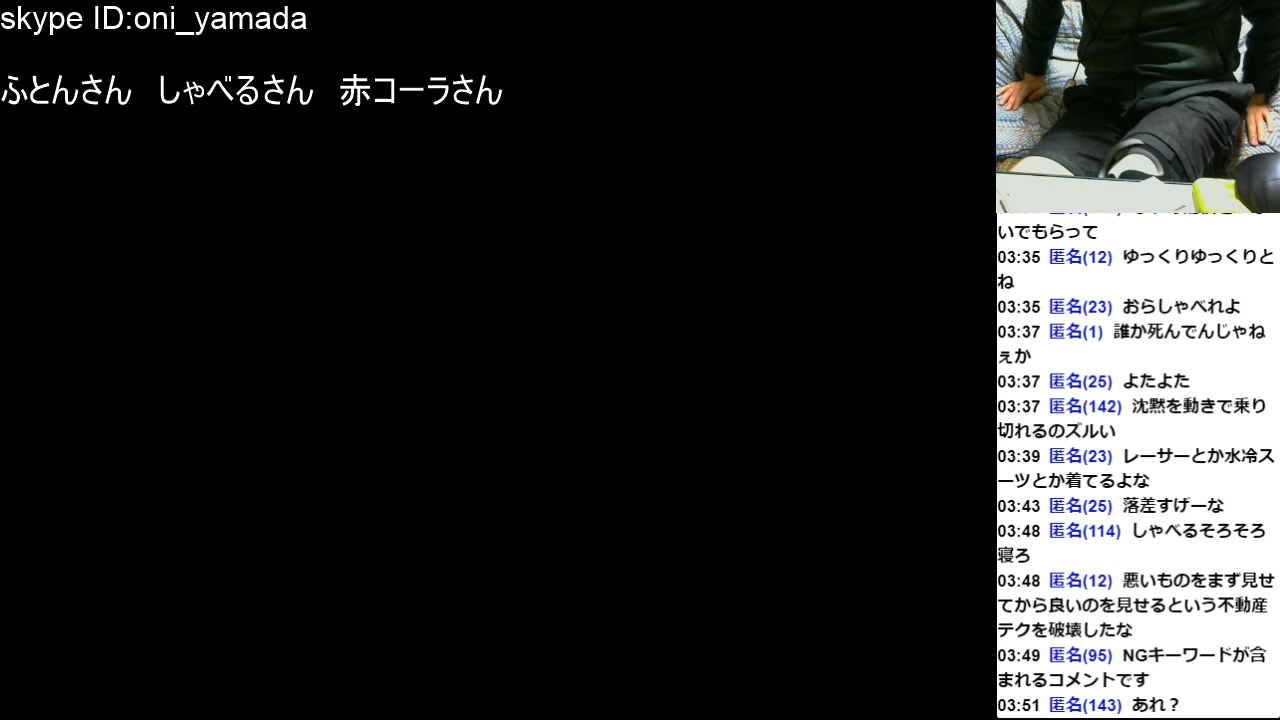 skype ID:oni_yamada
ふとんさん　しゃべるさん　赤コーラさん
いでもらって
03:35 匿名(12) ゆっくりゆっくりと
ね
03:35 匿名(23) おらしゃべれよ
03:37 匿名(1) 誰か死んでんじゃね
ぇか
03:37 匿名(25) よたよた
03:37 匿名(142) 沈黙を動きで乗り
切れるのズルい
03:39 匿名(23) レーサーとか水冷ス
ーツとか着てるよな
03:43 匿名(25) 落差すげーな
03:48 匿名(114) しゃべるそろそろ
寝ろ
03:48 匿名(12) 悪いものをまず見せ
てから良いのを見せるという不動産
テクを破壊したな
03:49 匿名(95) NGキーワードが含
まれるコメントです
03:51 匿名(143) あれ？